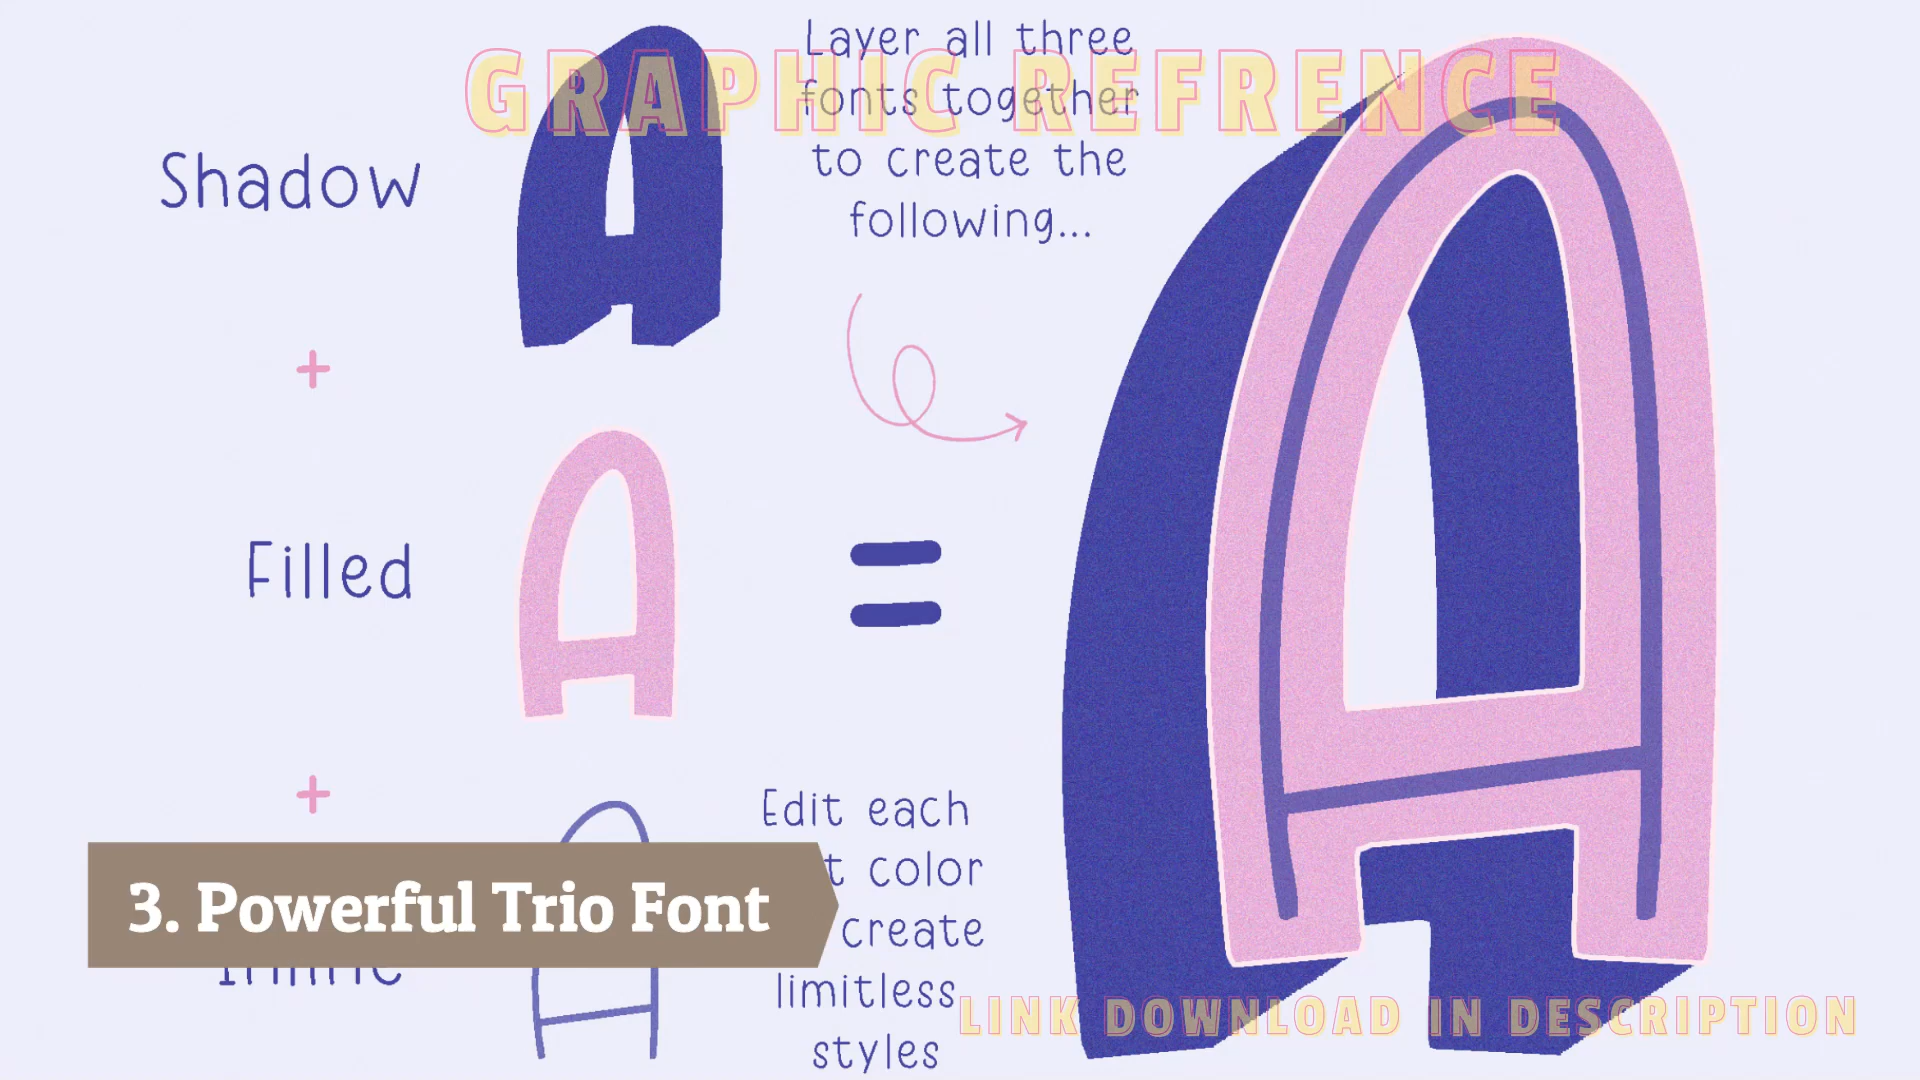 GRAPHIC REFRENCE
Layer all three
fonts together
to create the
following...
Shadow
A
+
Filled
A
=
A
+
Edit each
color
create
limitless
styles
3. Powerful Trio Font
A
LINK DOWNLOAD IN DESCRIPTION